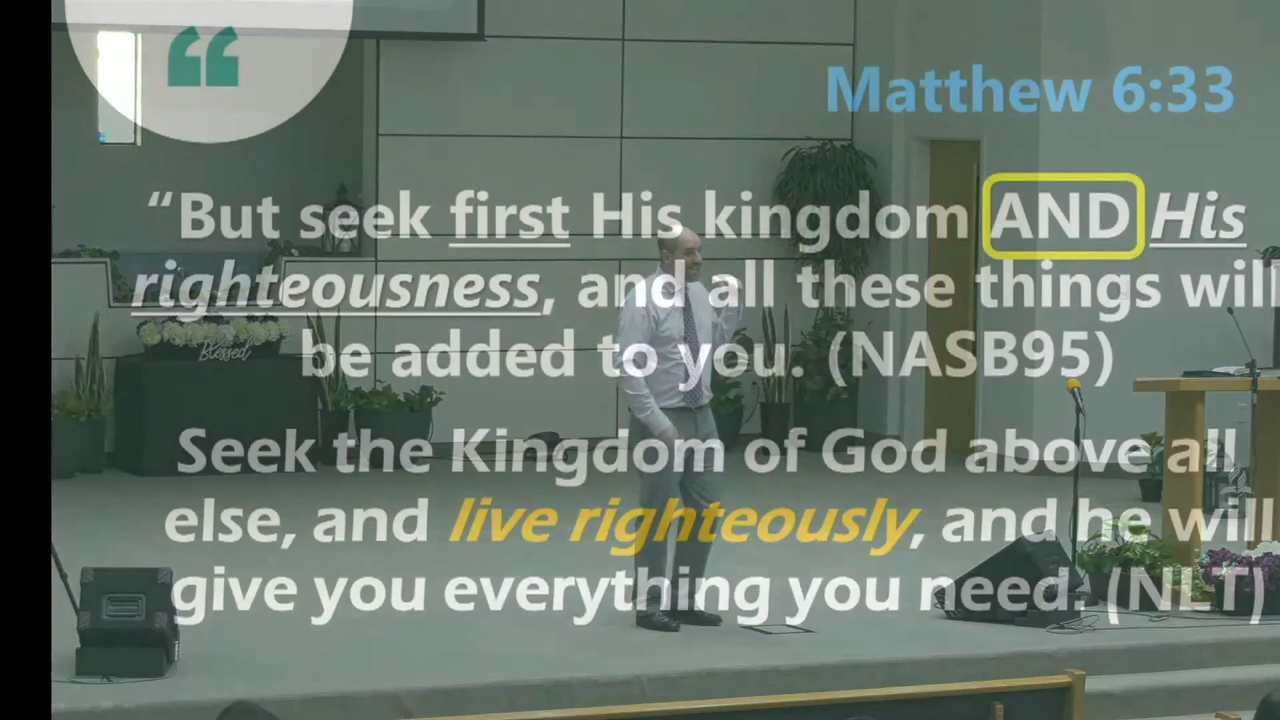 “
Matthew 6:33
“But seek first His kingdom AND His
righteousness, and all these things will
be added to you. (NASB95)
Blessed
Seek the Kingdom of God above all
else, and live righteously, and he will
give you everything you need. (NLT)